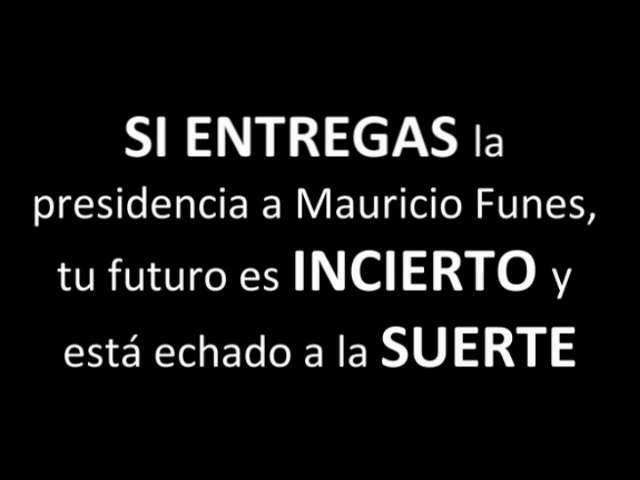 SI ENTREGAS la
presidencia a Mauricio Funes,
tu futuro es INCIERTO y
está echado a la SUERTE